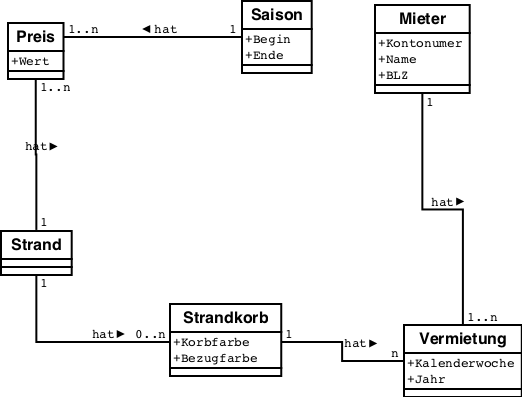 Saison
+Begin
+Ende
Mieter
+Kontonumer
+Name
+BLZ
Preis
+Wert
1..n
◄ hat
1
1..n
hat ►
1
Strand
1
hat ►
0..n
Strandkorb
+Korbfarbe
+Bezugfarbe
1
hat ►
n
1
hat ►
1..n
Vermietung
+Kalenderwoche
+Jahr